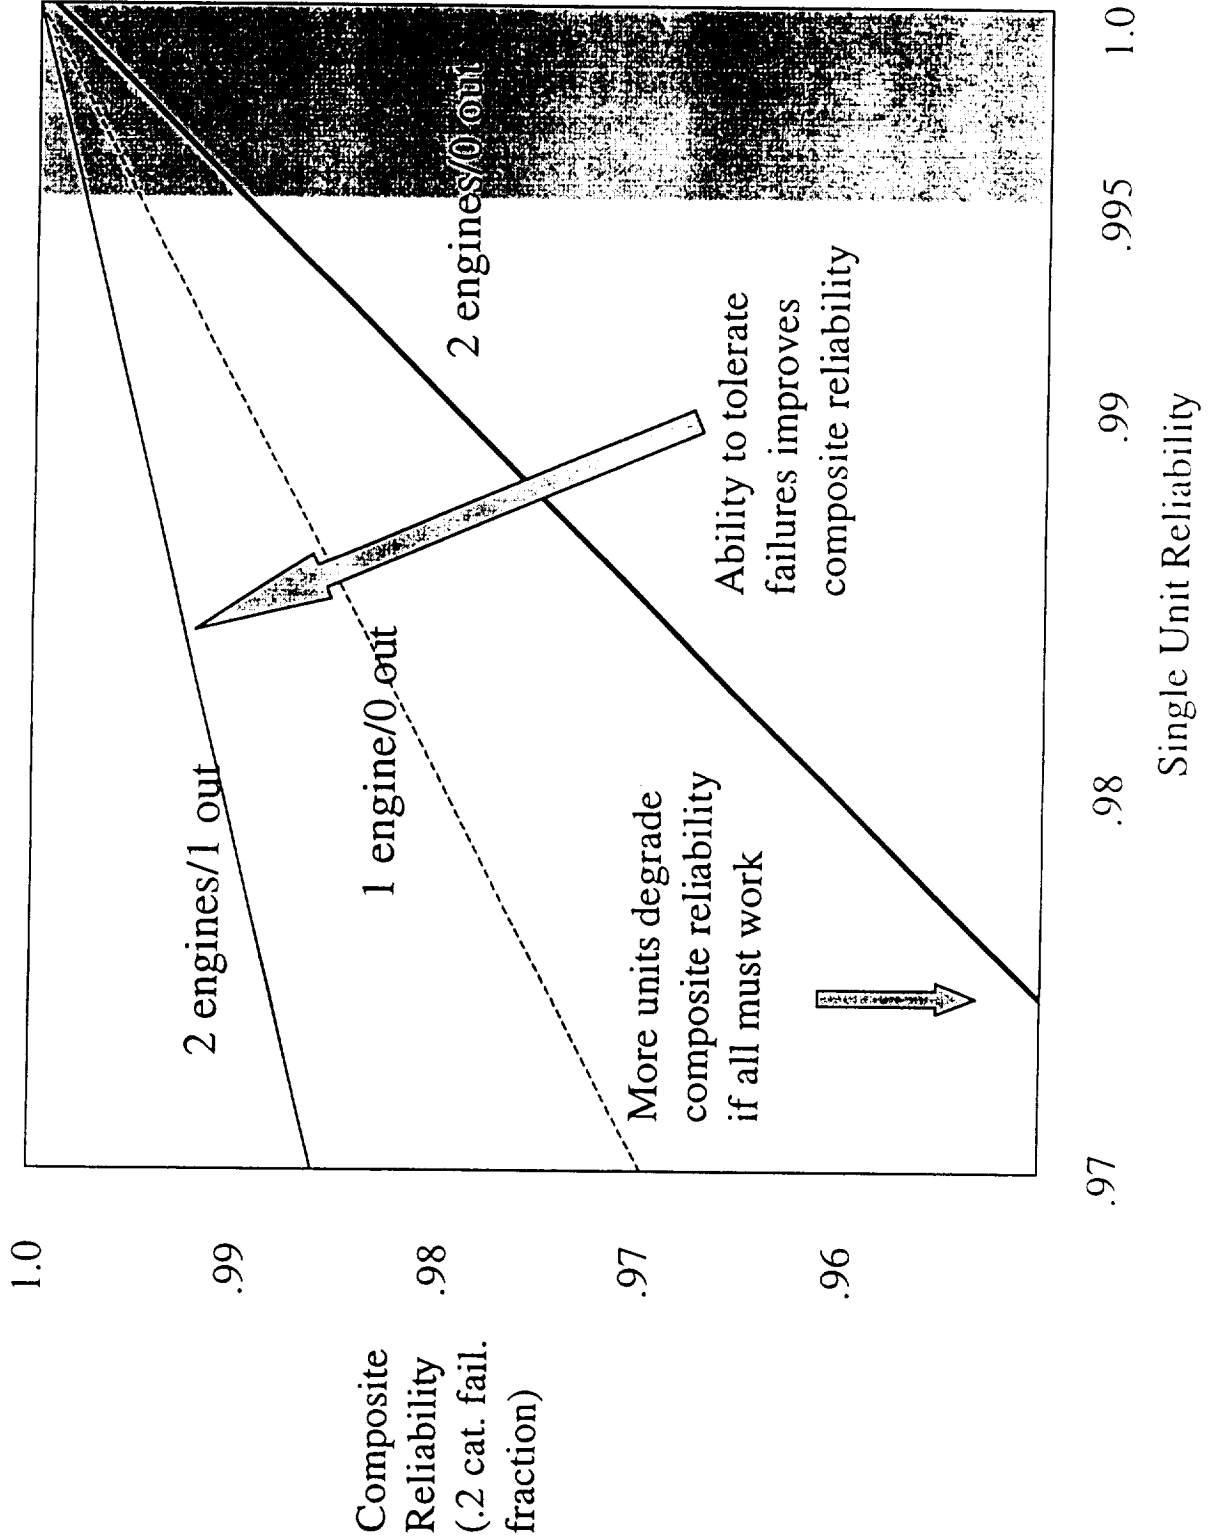 1.0
.99
.98
.97
.96
Composite
Reliability
(.2 cat. fail.
fraction)
2 engines/1 out
1 engine/0 out
2 engines/0 out
More units degrade
composite reliability
if all must work
Ability to tolerate
failures improves
composite reliability
.97
.98
.99
.995
1.0
Single Unit Reliability